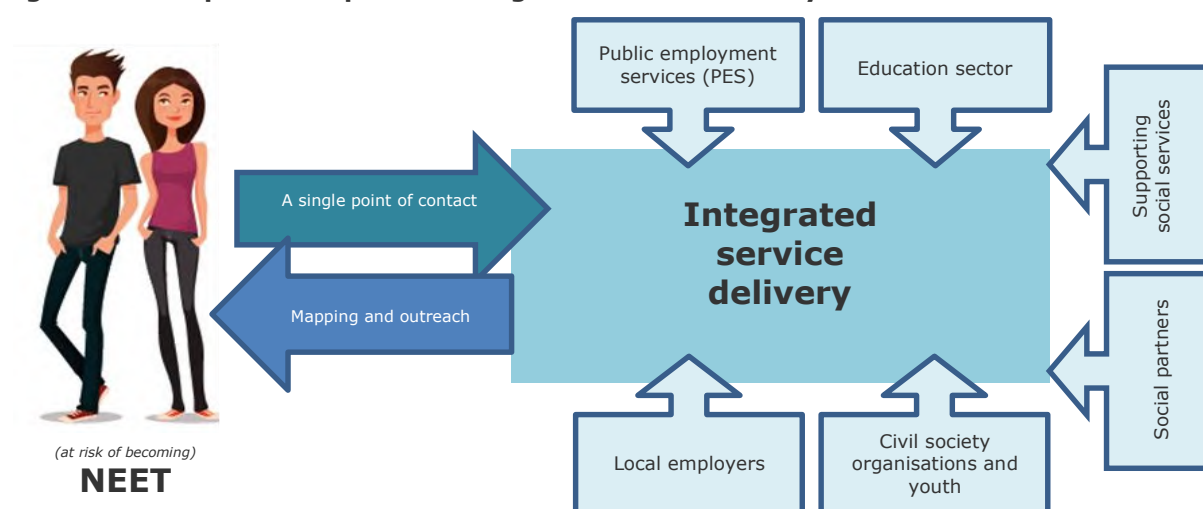 Public employment
services (PES)
Education sector
Supporting
social services
A single point of contact
Integrated
service
delivery
Mapping and outreach
Social partners
Local employers
Civil society
organisations and
youth
(at risk of becoming)
NEET